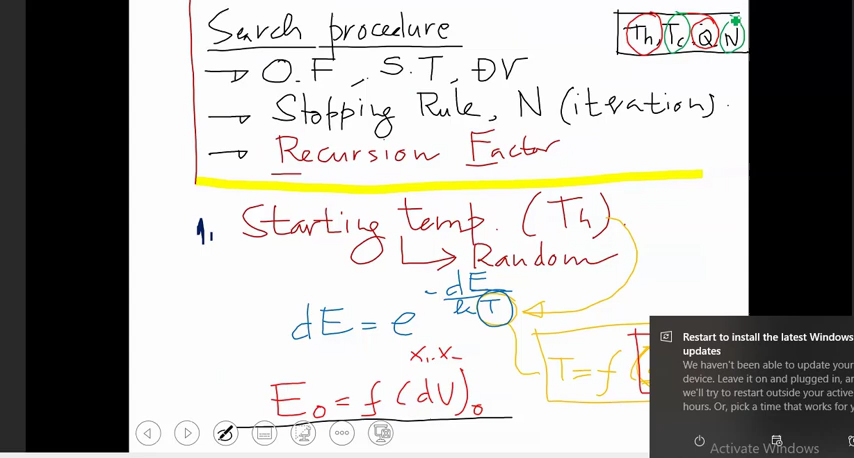 Search procedure
Th, Tc Q N
→ O.F, S.T, DV
→ Stopping Rule, N (iteration).
→ Recursion Factor
1. Starting temp. (Th)
↳ Random
dE = e^-dE/k(T)
x₁, x₂
T = f (
E₀ = f (dV)₀
Restart to install the latest Windows
updates
We haven't been able to update your
device. Leave it on and plugged in, an
we'll try to restart outside your active
hours. Or, pick a time that works for y
Activate Windows